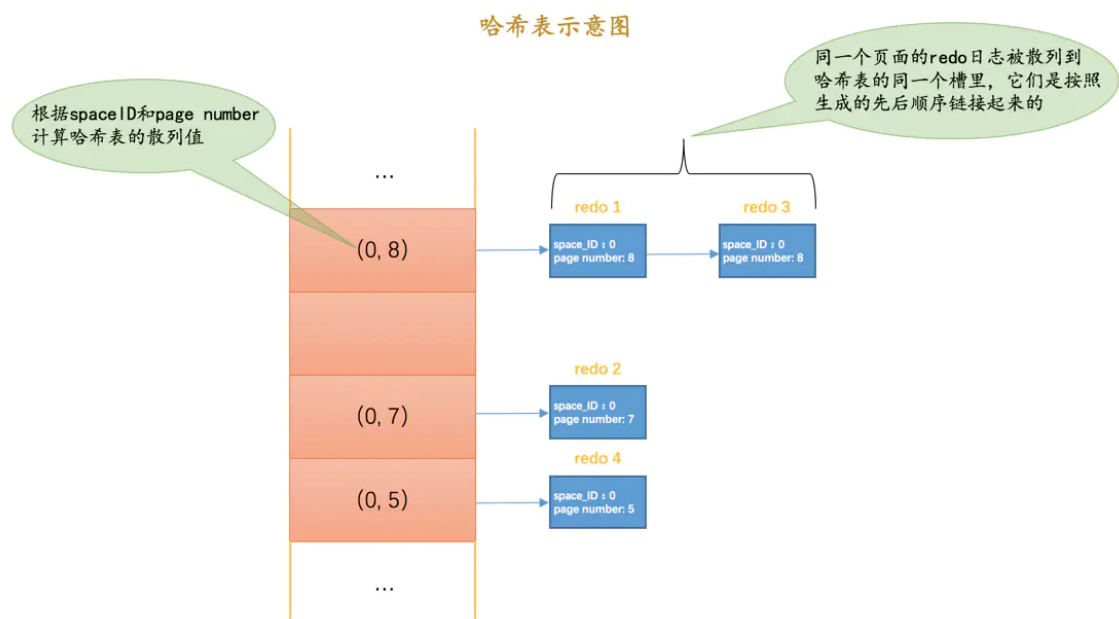 哈希表示意图
同一个页面的redo日志被散列到
哈希表的同一个槽里，它们是按照
生成的先后顺序链接起来的
根据spaceID和page number
计算哈希表的散列值
...
redo 1
redo 3
(0, 8)
space_ID：0
page number: 8
space_ID：0
page number: 8
redo 2
(0, 7)
space_ID：0
page number: 7
redo 4
(0, 5)
space_ID：0
page number: 5
...